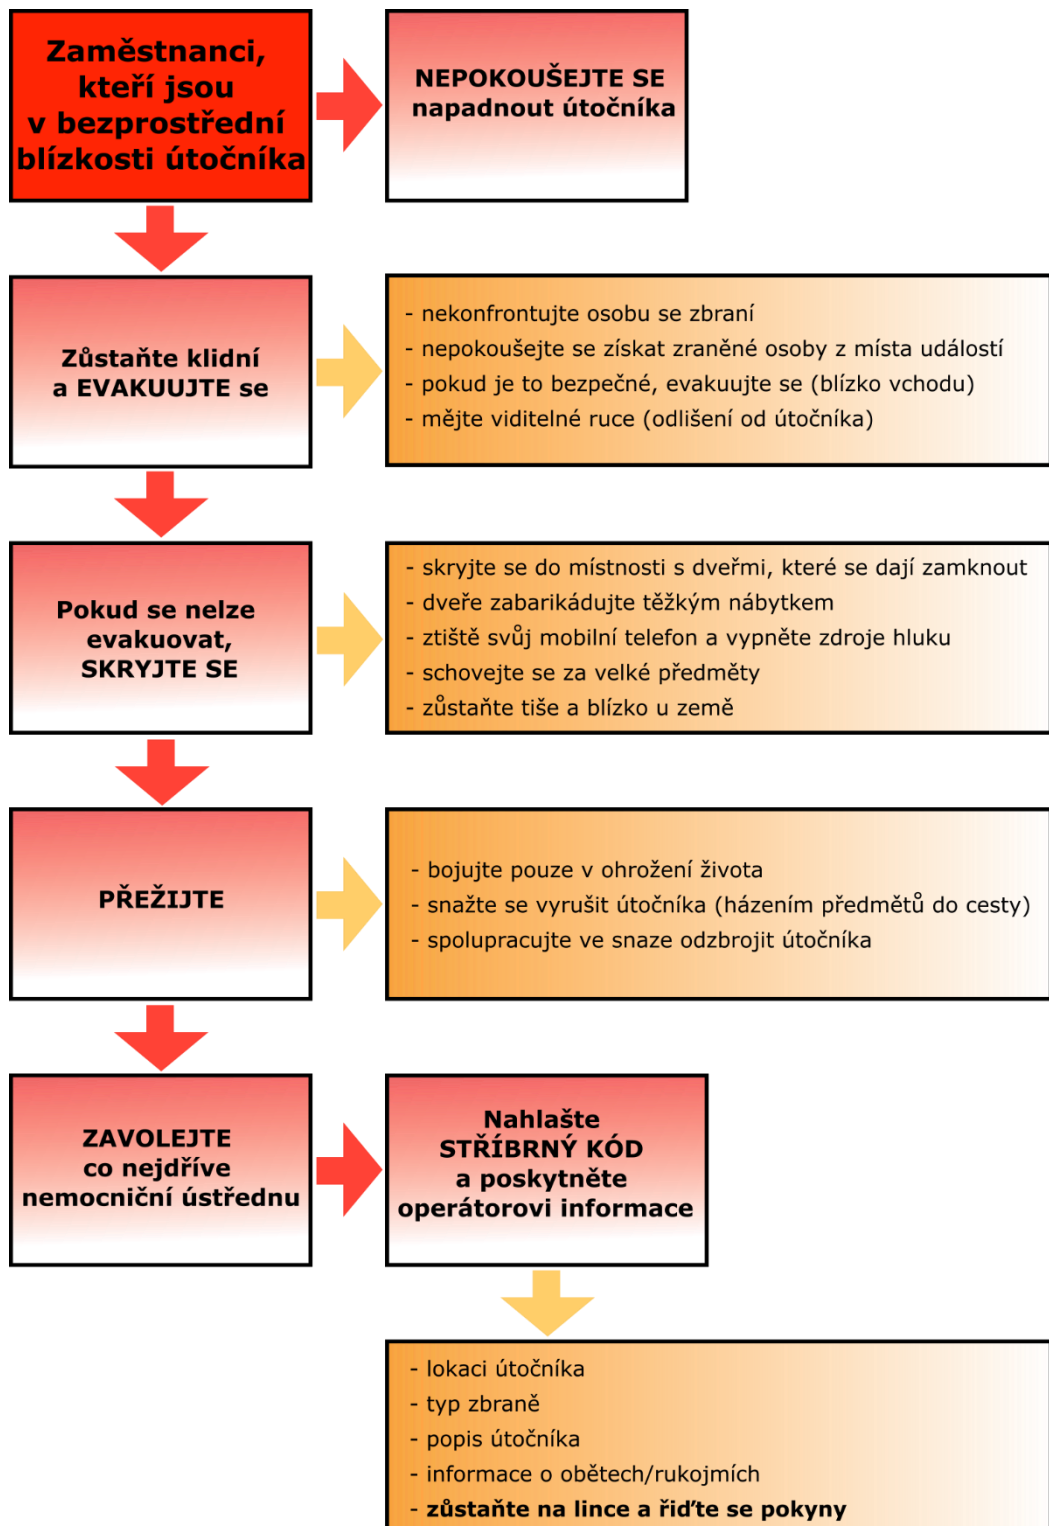 Zaměstnanci,
kteří jsou
v bezprostřední
blízkosti útočníka
NEPOKOUŠEJTE SE
napadnout útočníka
Zůstaňte klidní
a EVAKUUJTE se
- nekonfrontujte osobu se zbraní
- nepokoušejte se získat zraněné osoby z místa událostí
- pokud je to bezpečné, evakuujte se (blízko vchodu)
- mějte viditelné ruce (odlišení od útočníka)
Pokud se nelze
evakuovat,
SKRYJTE SE
- skryjte se do místnosti s dveřmi, které se dají zamknout
- dveře zabarikádujte těžkým nábytkem
- ztiště svůj mobilní telefon a vypněte zdroje hluku
- schovejte se za velké předměty
- zůstaňte tiše a blízko u země
PŘEŽIJTE
- bojujte pouze v ohrožení života
- snažte se vyrušit útočníka (házením předmětů do cesty)
- spolupracujte ve snaze odzbrojit útočníka
ZAVOLEJTE
co nejdříve
nemocniční ústřednu
Nahlašte
STŘÍBRNÝ KÓD
a poskytněte
operátorovi informace
- lokaci útočníka
- typ zbraně
- popis útočníka
- informace o obětech/rukojmích
- zůstaňte na lince a řiďte se pokyny